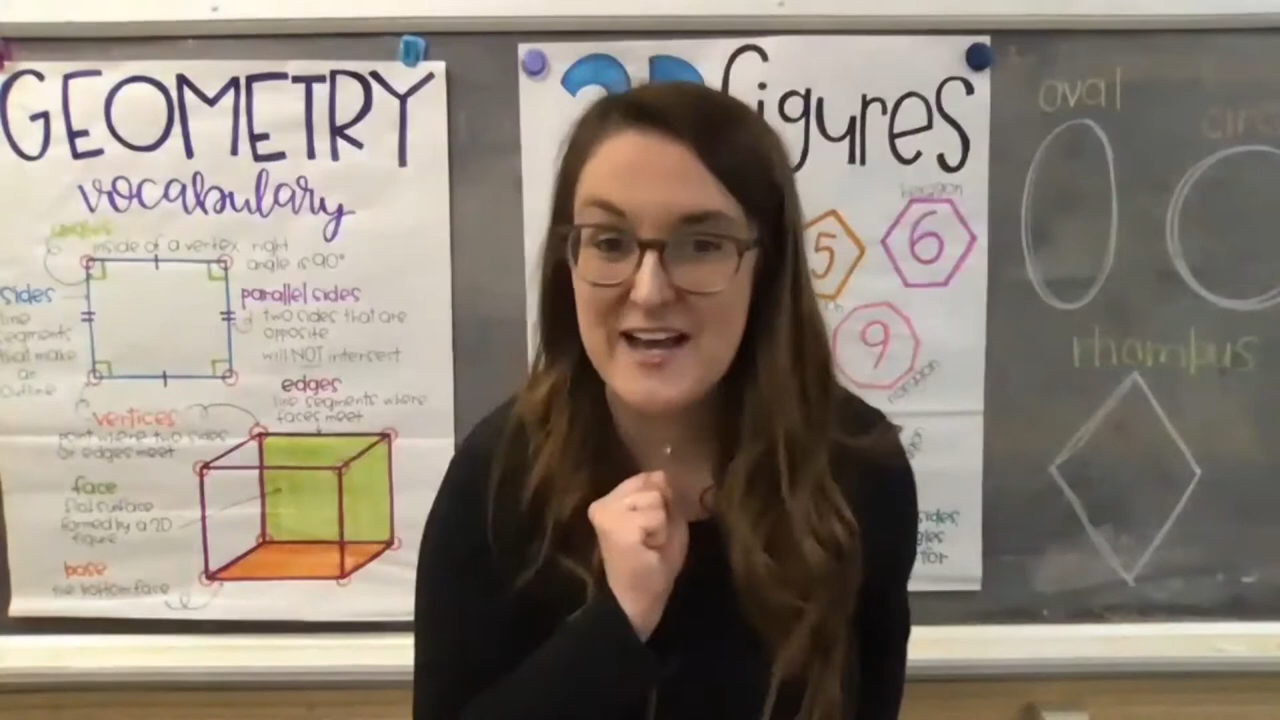 GEOMETRY
vocabulary
inside of a vertex right
angle is 90°
sides
line
segments
that make
an
outline
parallel sides
two sides that are
opposite
will NOT intersect
edges
line segments where
faces meet
vertices
point where two sides
or edges meet
face
flat surface
formed by a 2D
figure
base
the bottom face
2D figures
hexagon
5
6
9
nonagon
sides,
for
oval
circ
rhombus